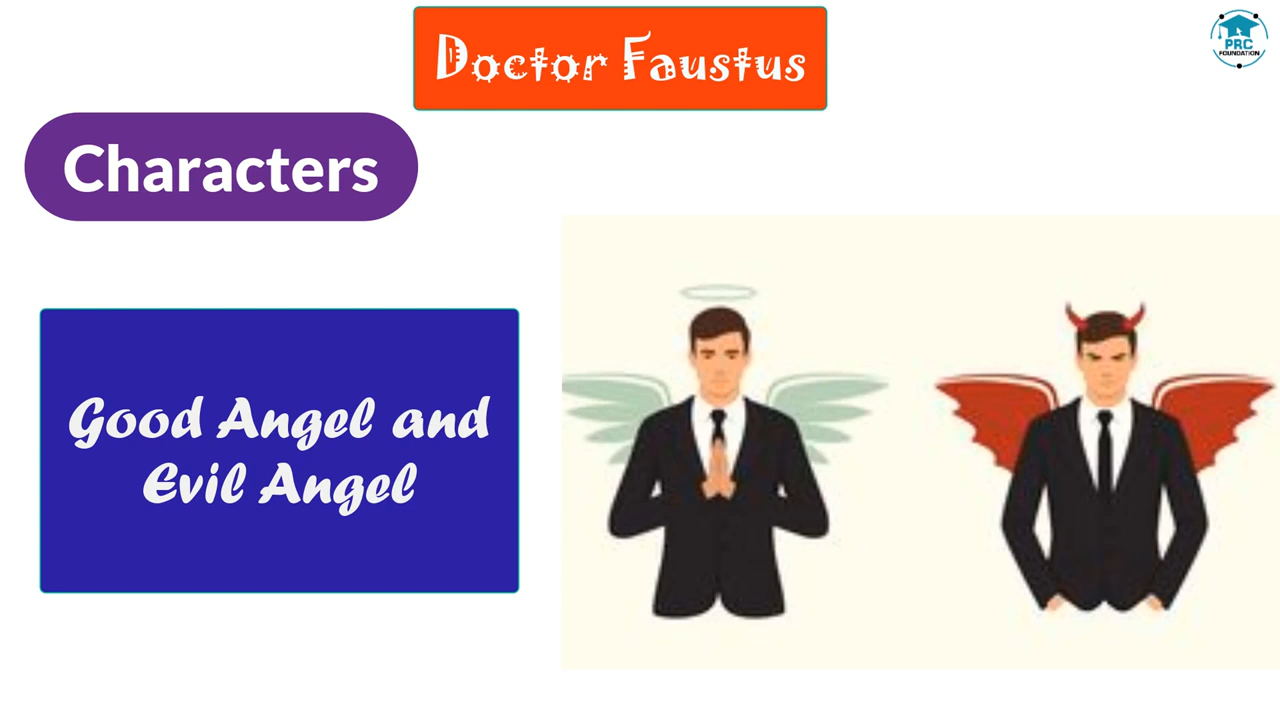 Doctor Faustus
PRC
FOUNDATION
Characters
Good Angel and
Evil Angel